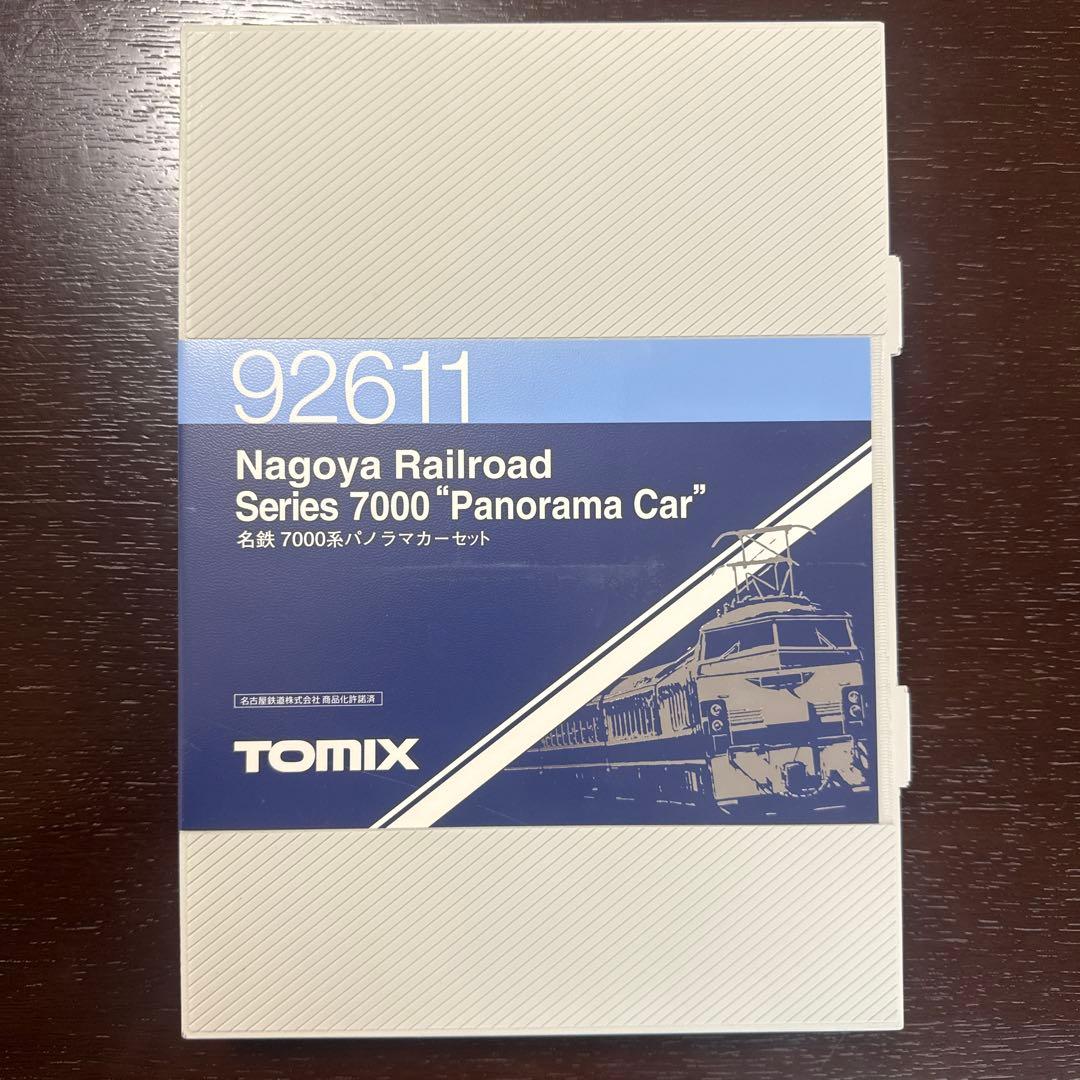 92611
Nagoya Railroad
Series 7000 “Panorama Car”
名鉄 7000系パノラマカーセット
名古屋鉄道株式会社 商品化許諾済
TOMIX